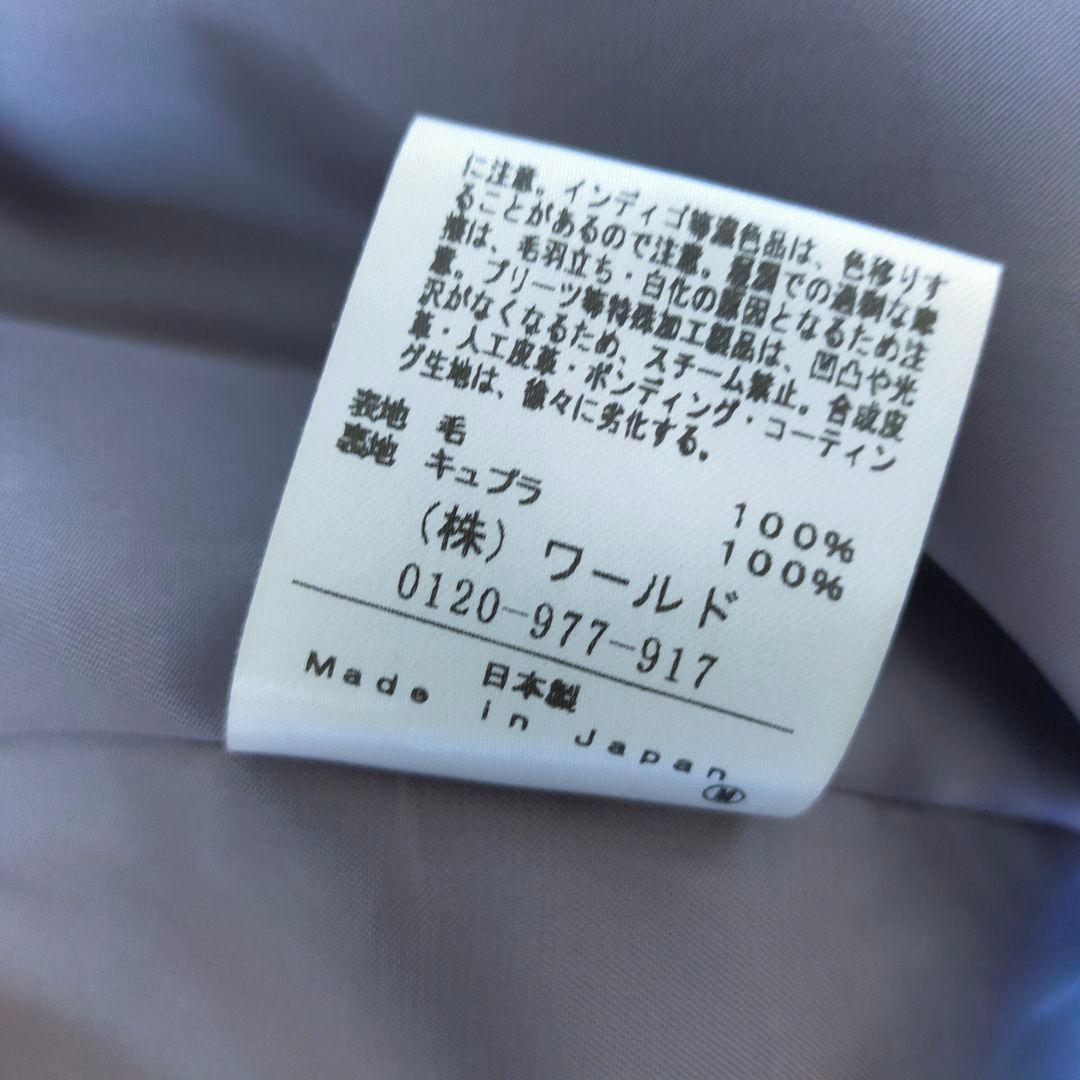 に注意。インディゴ等濃色品は、色移りす
ることがあるので注意。湿潤での過剰な摩
擦は、毛羽立ち・白化の原因となるため注
意。プリーツ等特殊加工製品は、凹凸や光
沢がなくなるため、スチーム禁止。合成皮
革・人工皮革・ボンディング・コーティン
グ生地は、徐々に劣化する。
表地 毛 100%
裏地 キュプラ 100%
(株) ワールド
0120-977-917
日本製
Made in Japan
M